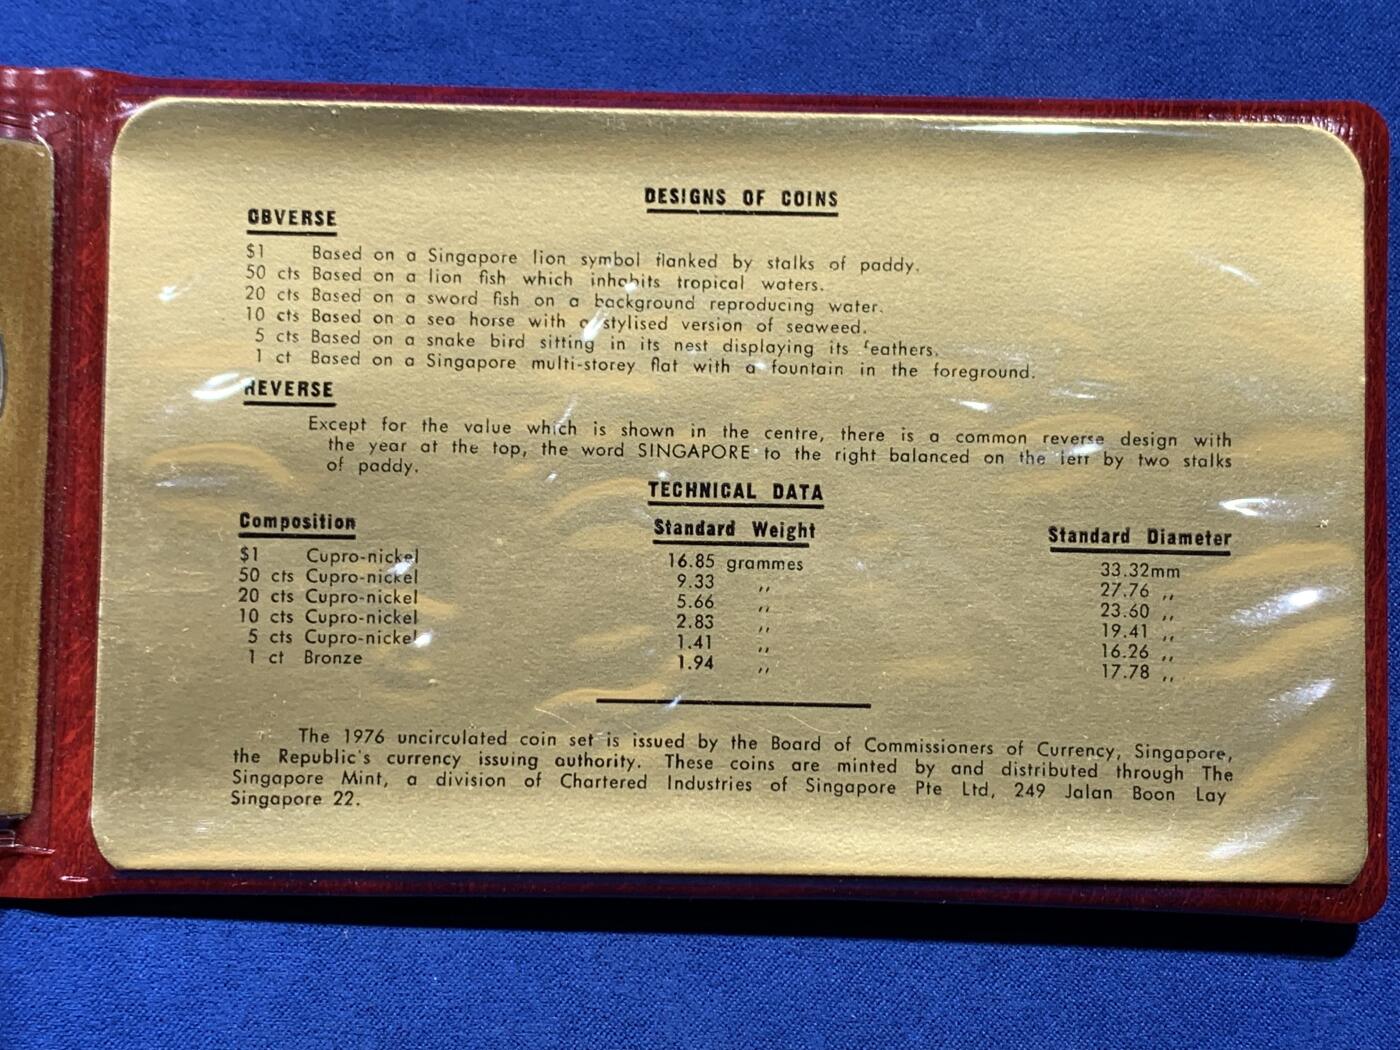 DESIGNS OF COINS
OBVERSE
$1 Based on a Singapore lion symbol flanked by stalks of paddy.
50 cts Based on a lion fish which inhabits tropical waters.
20 cts Based on a sword fish on a background reproducing water.
10 cts Based on a sea horse with a stylised version of seaweed.
5 cts Based on a snake bird sitting in its nest displaying its feathers.
1 ct Based on a Singapore multi-storey flat with a fountain in the foreground.
REVERSE
Except for the value which is shown in the centre, there is a common reverse design with
the year at the top, the word SINGAPORE to the right balanced on the left by two stalks
of paddy.
TECHNICAL DATA
Composition Standard Weight Standard Diameter
$1 Cupro-nickel 16.85 grammes 33.32mm
50 cts Cupro-nickel 9.33 ,, 27.76 ,,
20 cts Cupro-nickel 5.66 ,, 23.60 ,,
10 cts Cupro-nickel 2.83 ,, 19.41 ,,
5 cts Cupro-nickel 1.41 ,, 16.26 ,,
1 ct Bronze 1.94 ,, 17.78 ,,
The 1976 uncirculated coin set is issued by the Board of Commissioners of Currency, Singapore,
the Republic's currency issuing authority. These coins are minted by and distributed through The
Singapore Mint, a division of Chartered Industries of Singapore Pte Ltd, 249 Jalan Boon Lay
Singapore 22.